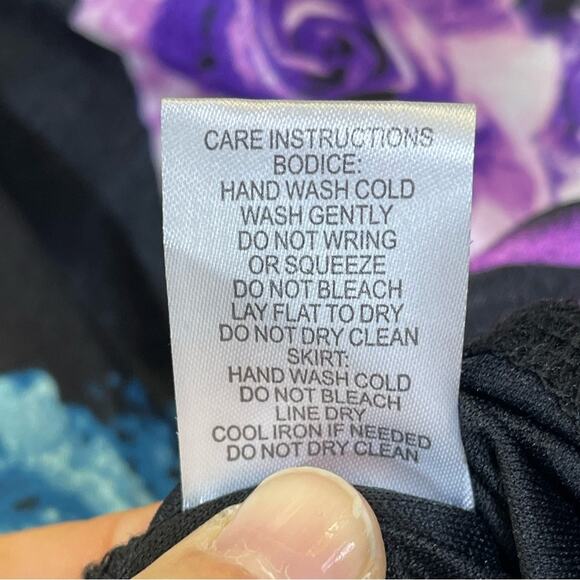 CARE INSTRUCTIONS
BODICE:
HAND WASH COLD
WASH GENTLY
DO NOT WRING
OR SQUEEZE
DO NOT BLEACH
LAY FLAT TO DRY
DO NOT DRY CLEAN
SKIRT:
HAND WASH COLD
DO NOT BLEACH
LINE DRY
COOL IRON IF NEEDED
DO NOT DRY CLEAN